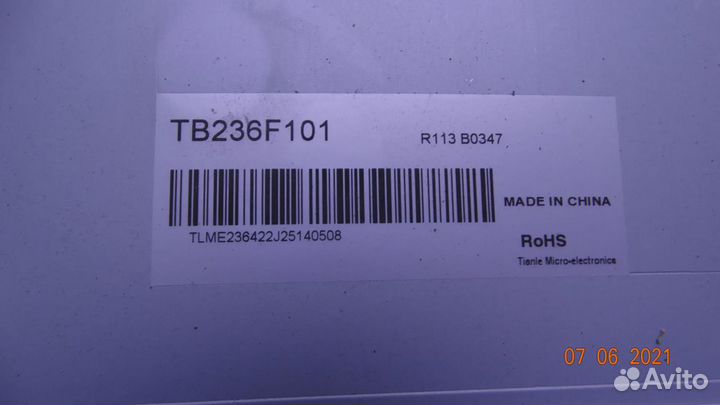 TB236F101
R113 B0347
MADE IN CHINA
TLME236422J25140508
RoHS
Tianle Micro-electronics
07 06 2021
Avito